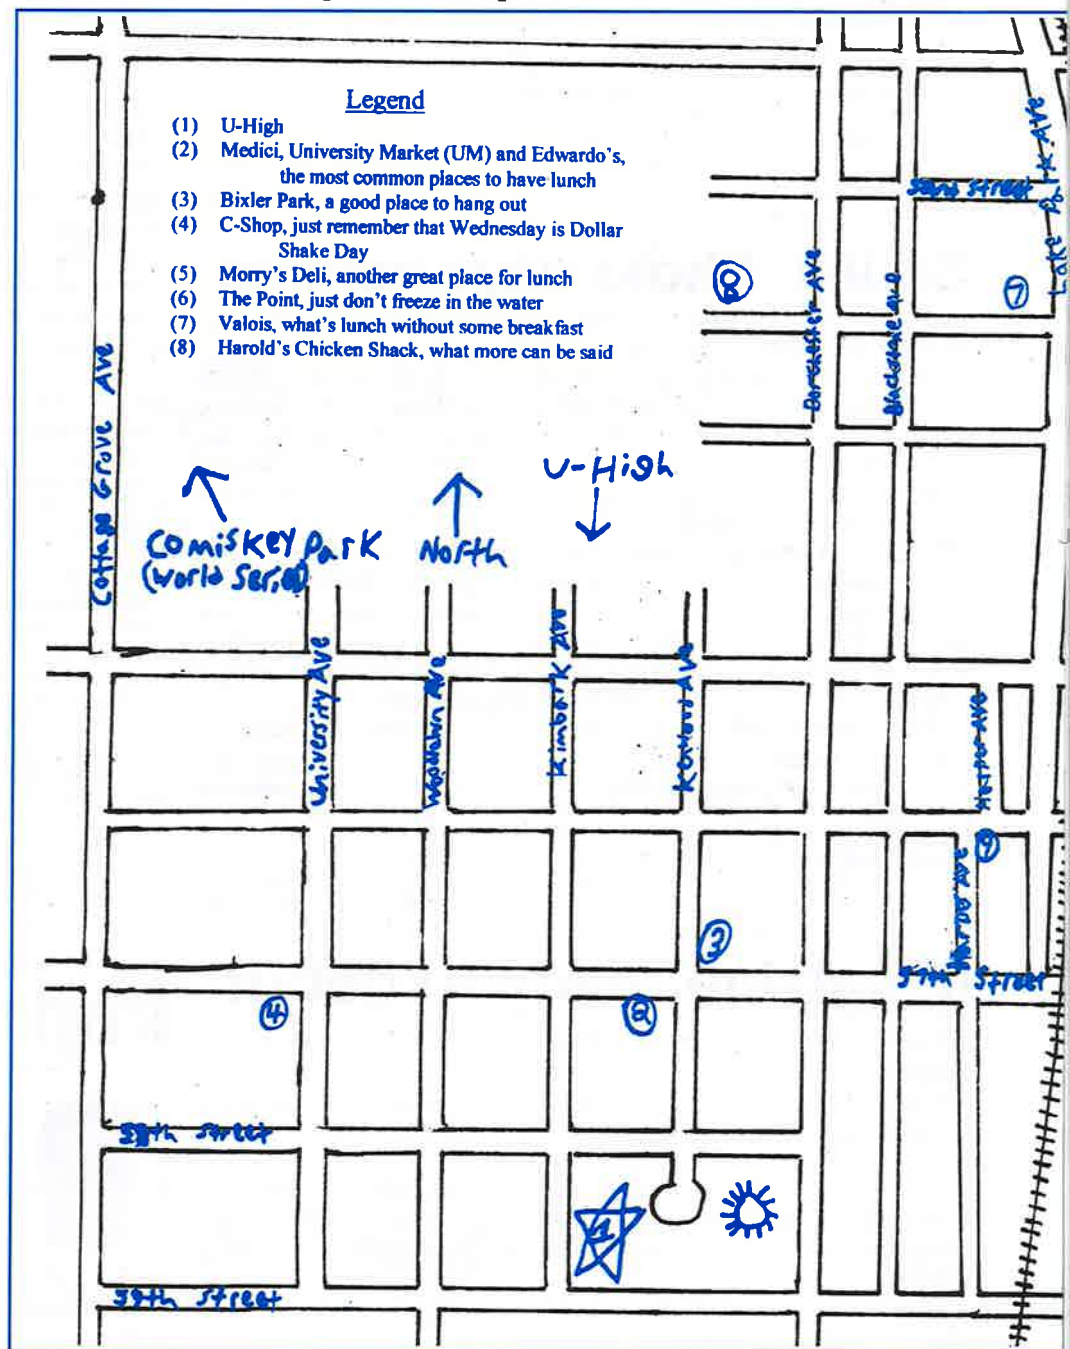 Legend
(1) U-High
(2) Medici, University Market (UM) and Edwardo's,
the most common places to have lunch
(3) Bixler Park, a good place to hang out
(4) C-Shop, just remember that Wednesday is Dollar
Shake Day
(5) Morry's Deli, another great place for lunch
(6) The Point, just don't freeze in the water
(7) Valois, what's lunch without some breakfast
(8) Harold's Chicken Shack, what more can be said
Lake Park AVE
Street
8
7
Dorchester AVE
Blackstone Ave
Cottage Grove AVE
U-High
Comiskey Park
(World Series)
North
University Ave
Woodlawn Ave
Kimbark AVE
Kenwood AVE
Harper AVE
Harper AVE
3
57th Street
4
2
58th Street
1
59th Street